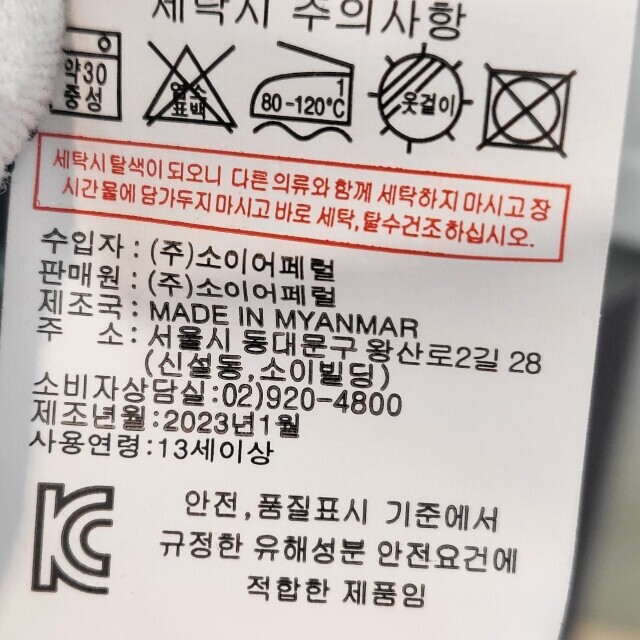 세탁시 주의사항
약30
중성
염소
표백
1
80-120℃
옷걸이
세탁시 탈색이 되오니 다른 의류와 함께 세탁하지 마시고 장
시간 물에 담가두지 마시고 바로 세탁,탈수건조하십시오.
수입자 : (주)소이어페럴
판매원 : (주)소이어페럴
제조국 : MADE IN MYANMAR
주 소 : 서울시 동대문구 왕산로2길 28
(신설동,소이빌딩)
소비자상담실:02)920-4800
제조년월:2023년1월
사용연령:13세이상
KC
안전,품질표시 기준에서
규정한 유해성분 안전요건에
적합한 제품임